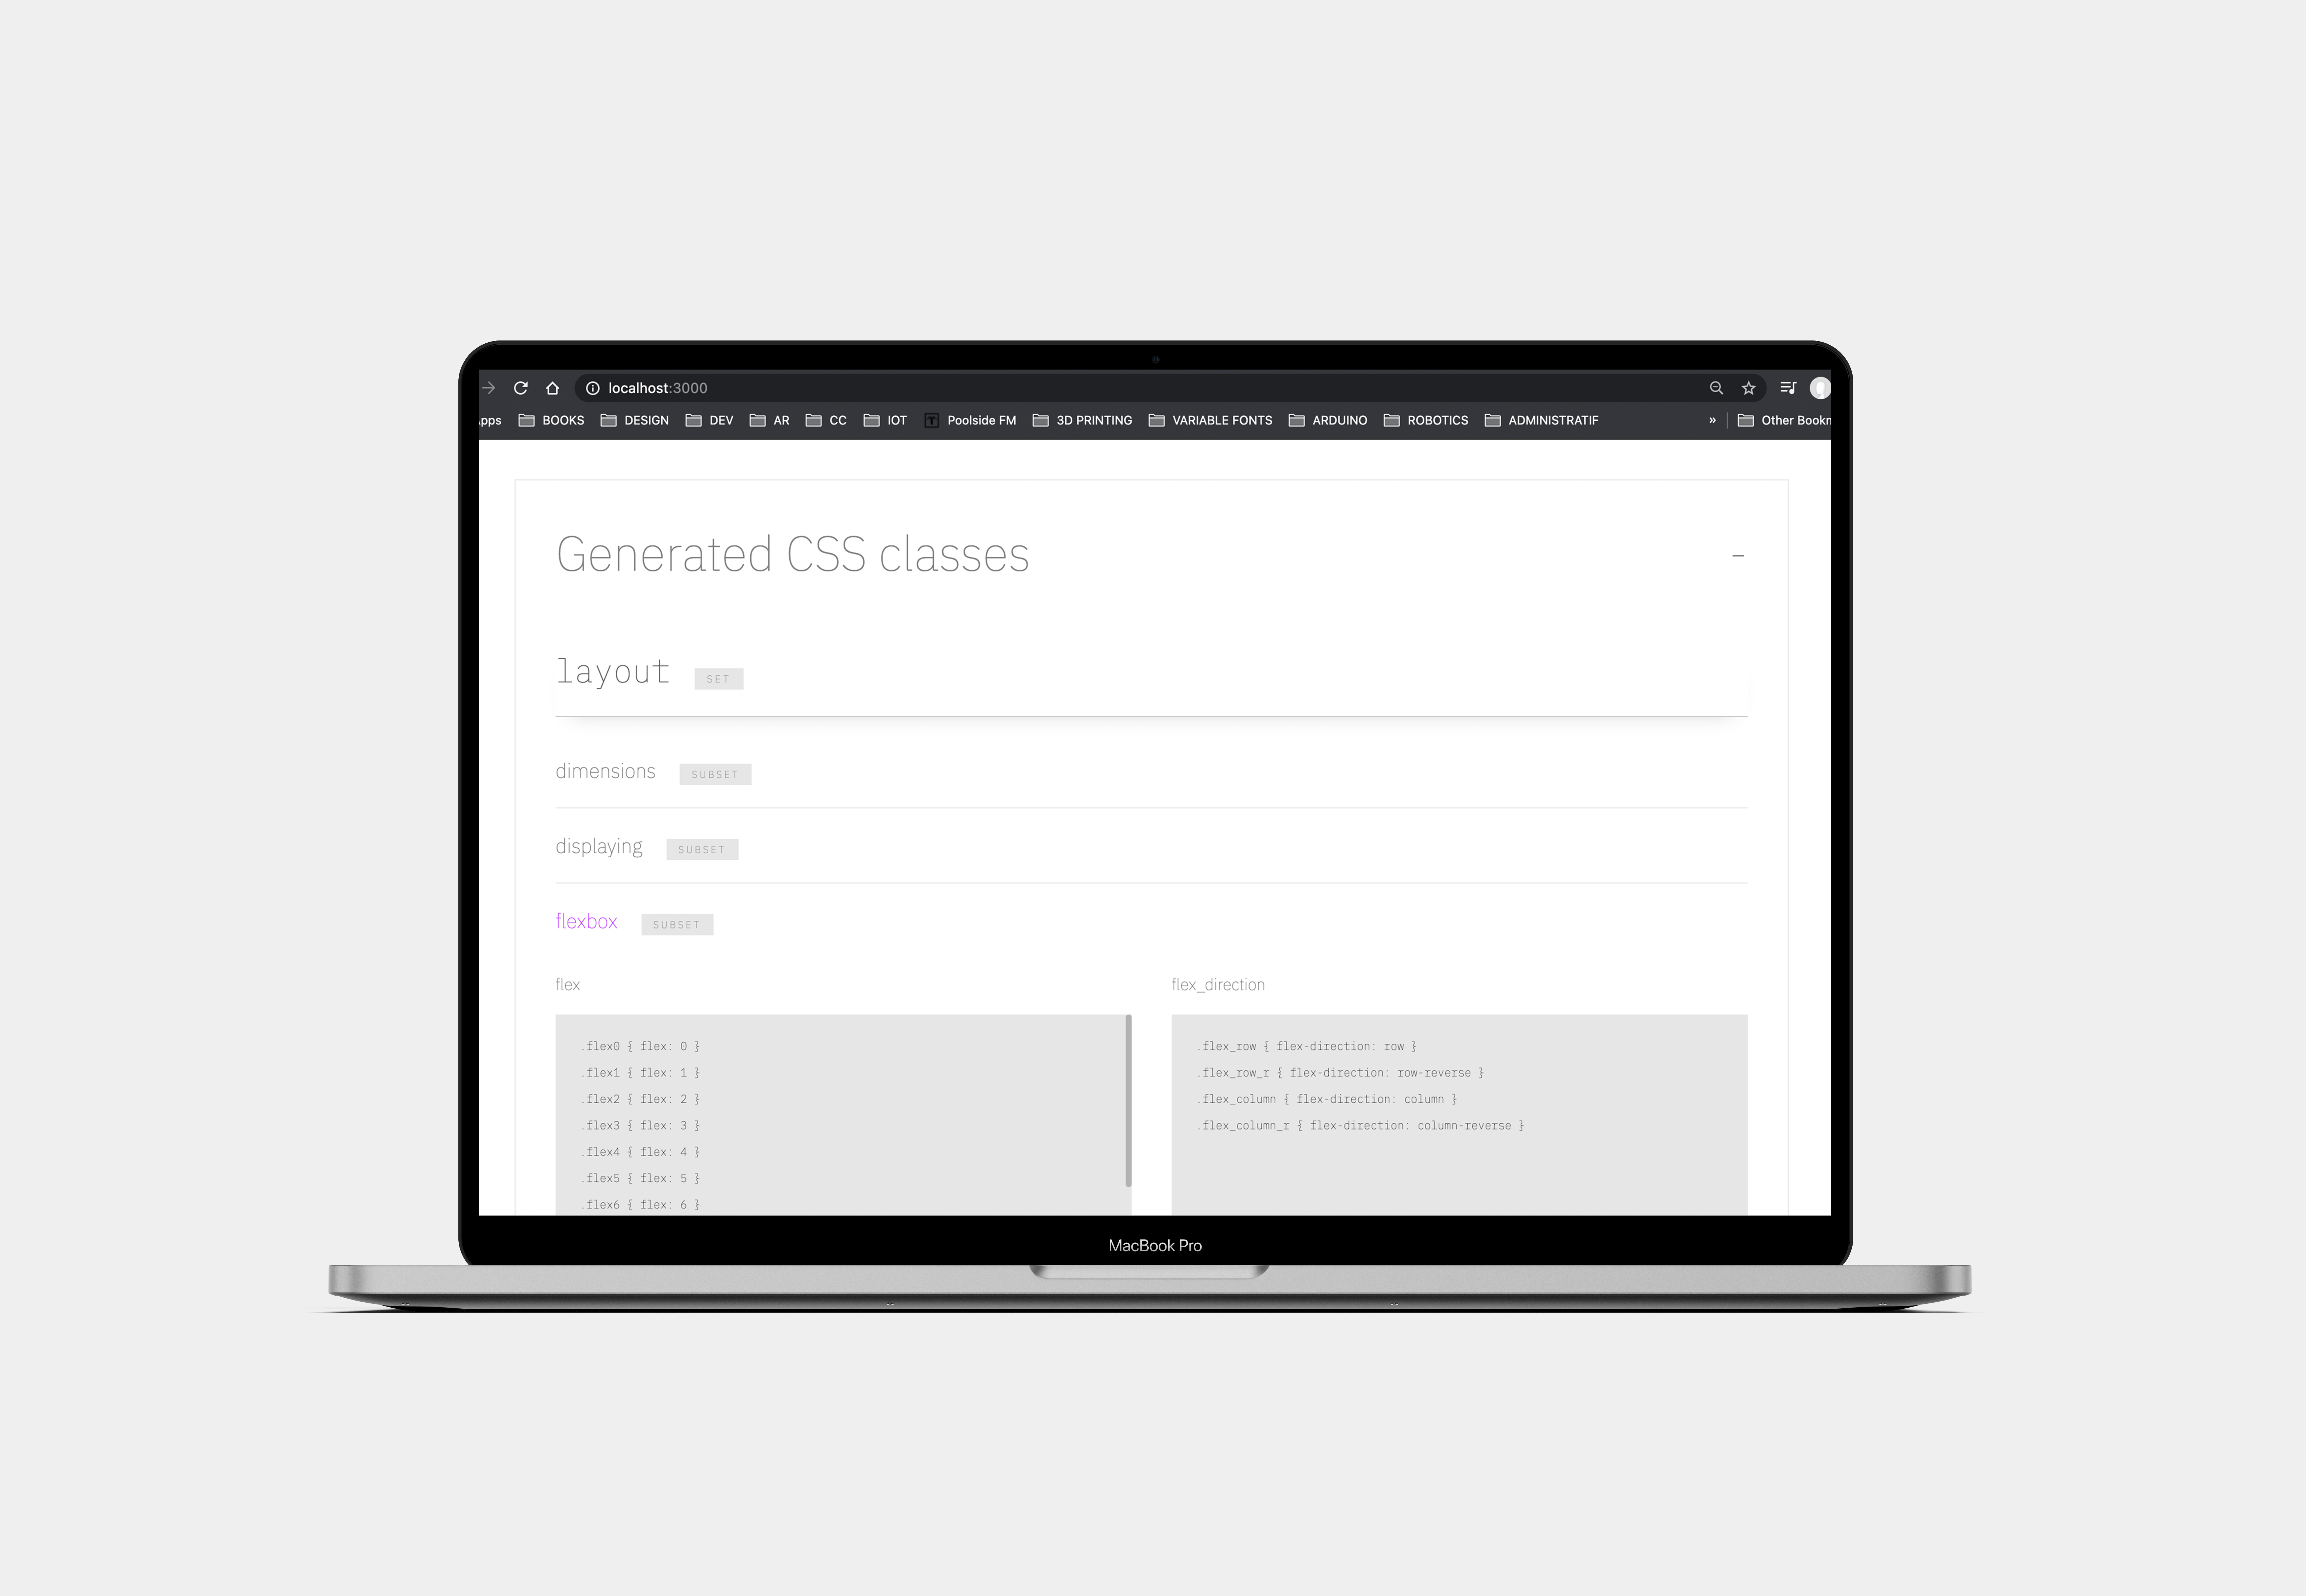 localhost:3000
BOOKS DESIGN DEV AR CC IOT Poolside FM 3D PRINTING VARIABLE FONTS ARDUINO ROBOTICS ADMINISTRATIF » Other
Generated CSS classes –
layout SET
dimensions SUBSET
displaying SUBSET
flexbox SUBSET
flex flex_direction
.flex0 { flex: 0 } .flex_row { flex-direction: row }
.flex1 { flex: 1 } .flex_row_r { flex-direction: row-reverse }
.flex2 { flex: 2 } .flex_column { flex-direction: column }
.flex3 { flex: 3 } .flex_column_r { flex-direction: column-reverse }
.flex4 { flex: 4 }
.flex5 { flex: 5 }
.flex6 { flex: 6 }
MacBook Pro